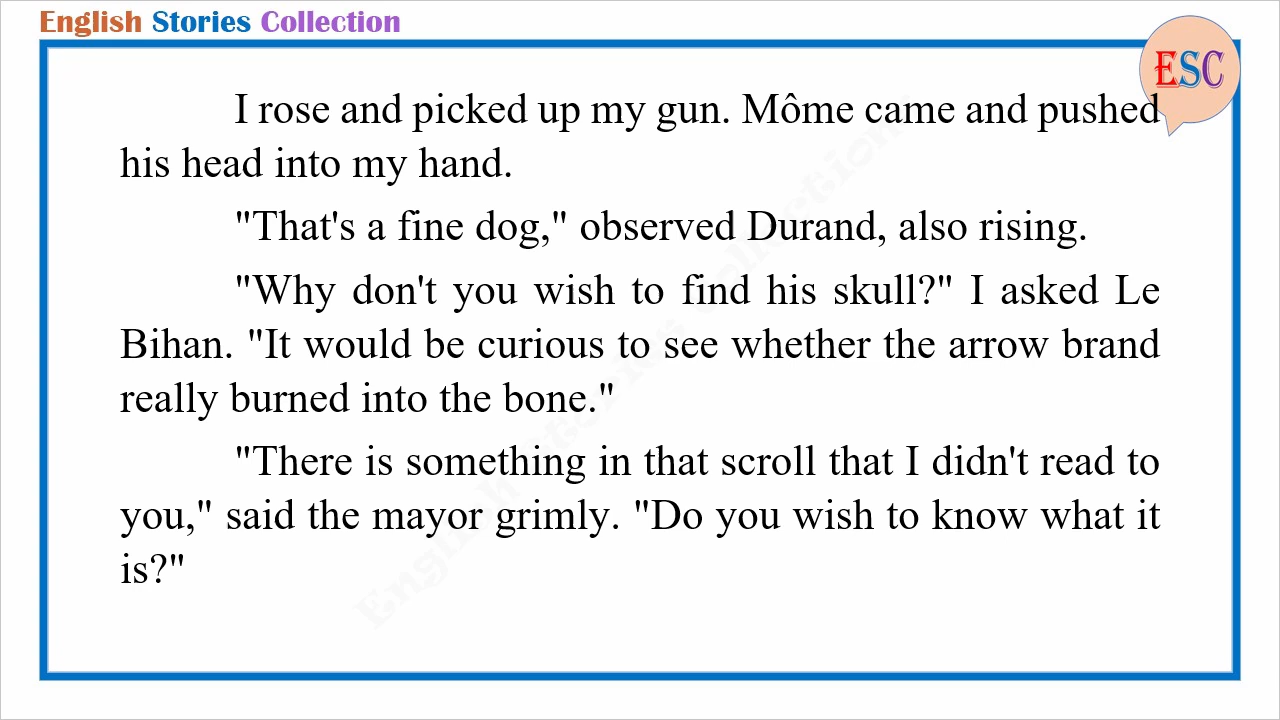 English Stories Collection
ESC
I rose and picked up my gun. Môme came and pushed
his head into my hand.
"That's a fine dog," observed Durand, also rising.
"Why don't you wish to find his skull?" I asked Le
Bihan. "It would be curious to see whether the arrow brand
really burned into the bone."
"There is something in that scroll that I didn't read to
you," said the mayor grimly. "Do you wish to know what it
is?"
English Stories Collection